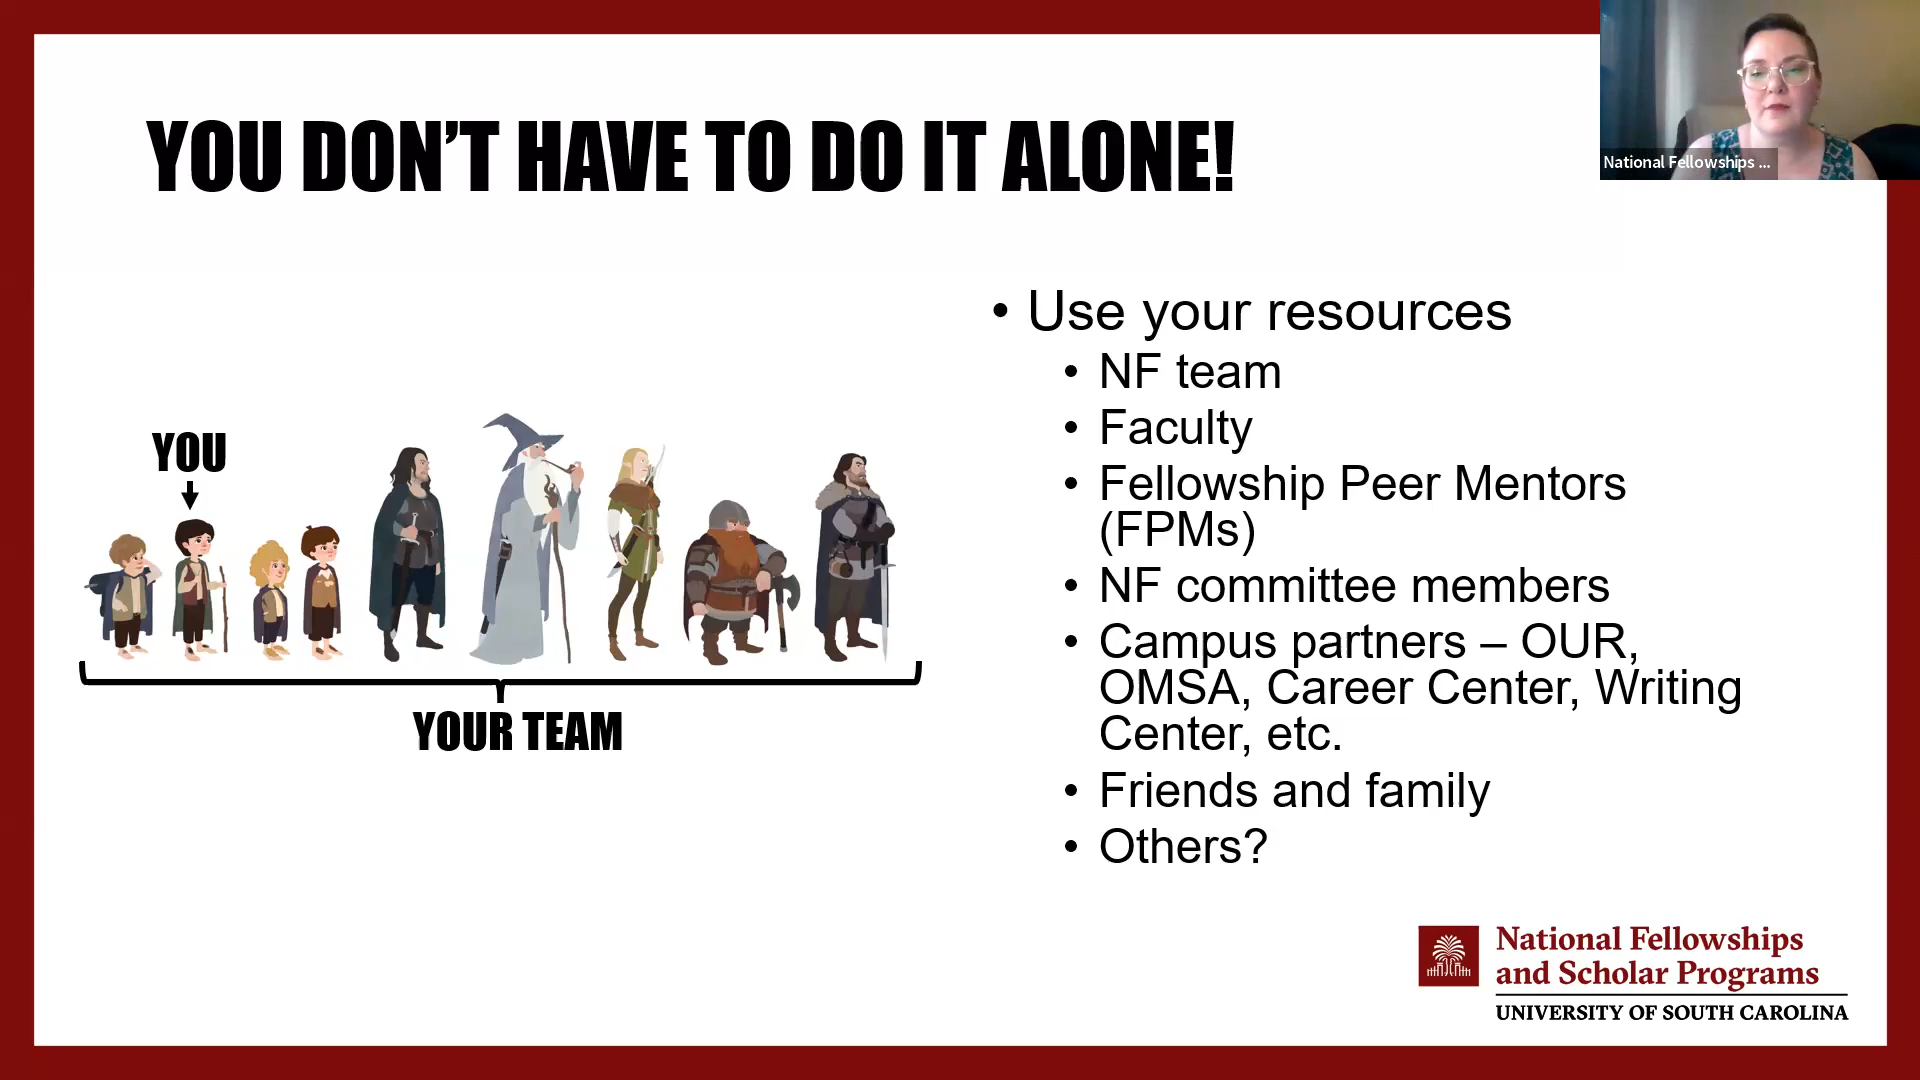 YOU DON'T HAVE TO DO IT ALONE!
National Fellowships ...
YOU
YOUR TEAM
• Use your resources
• NF team
• Faculty
• Fellowship Peer Mentors
(FPMs)
• NF committee members
• Campus partners – OUR,
OMSA, Career Center, Writing
Center, etc.
• Friends and family
• Others?
National Fellowships
and Scholar Programs
UNIVERSITY OF SOUTH CAROLINA